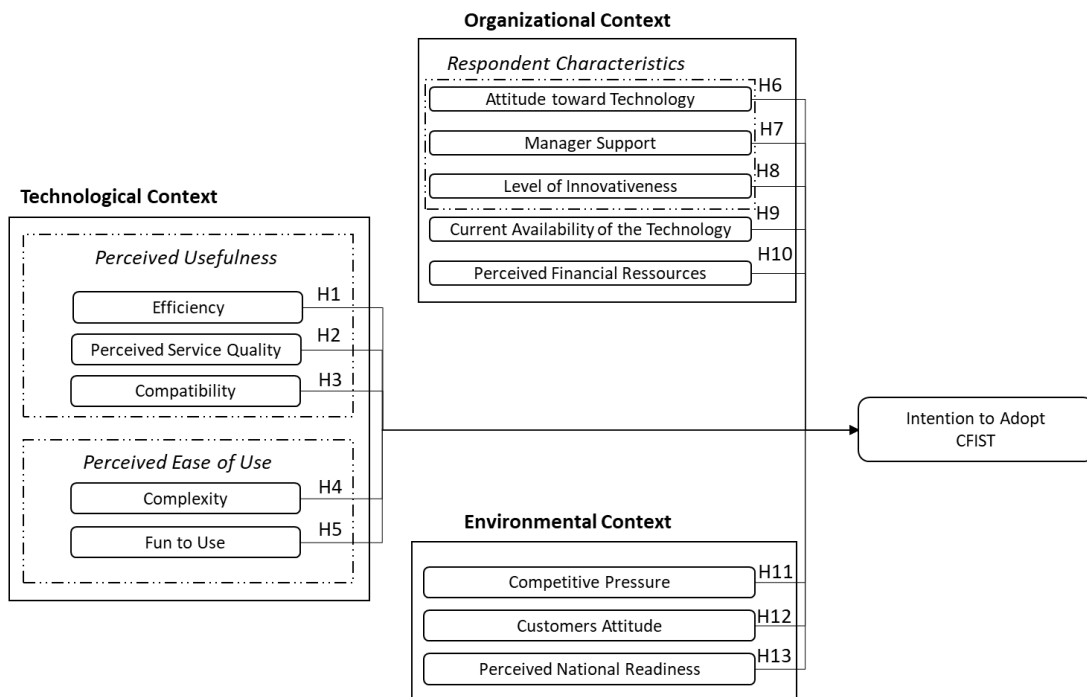 Organizational Context
Respondent Characteristics
Attitude toward Technology
H6
Manager Support
H7
Level of Innovativeness
H8
Current Availability of the Technology
H9
Perceived Financial Ressources
H10
Technological Context
Perceived Usefulness
Efficiency
H1
Perceived Service Quality
H2
Compatibility
H3
Perceived Ease of Use
Complexity
H4
Fun to Use
H5
Intention to Adopt
CFIST
Environmental Context
Competitive Pressure
H11
Customers Attitude
H12
Perceived National Readiness
H13